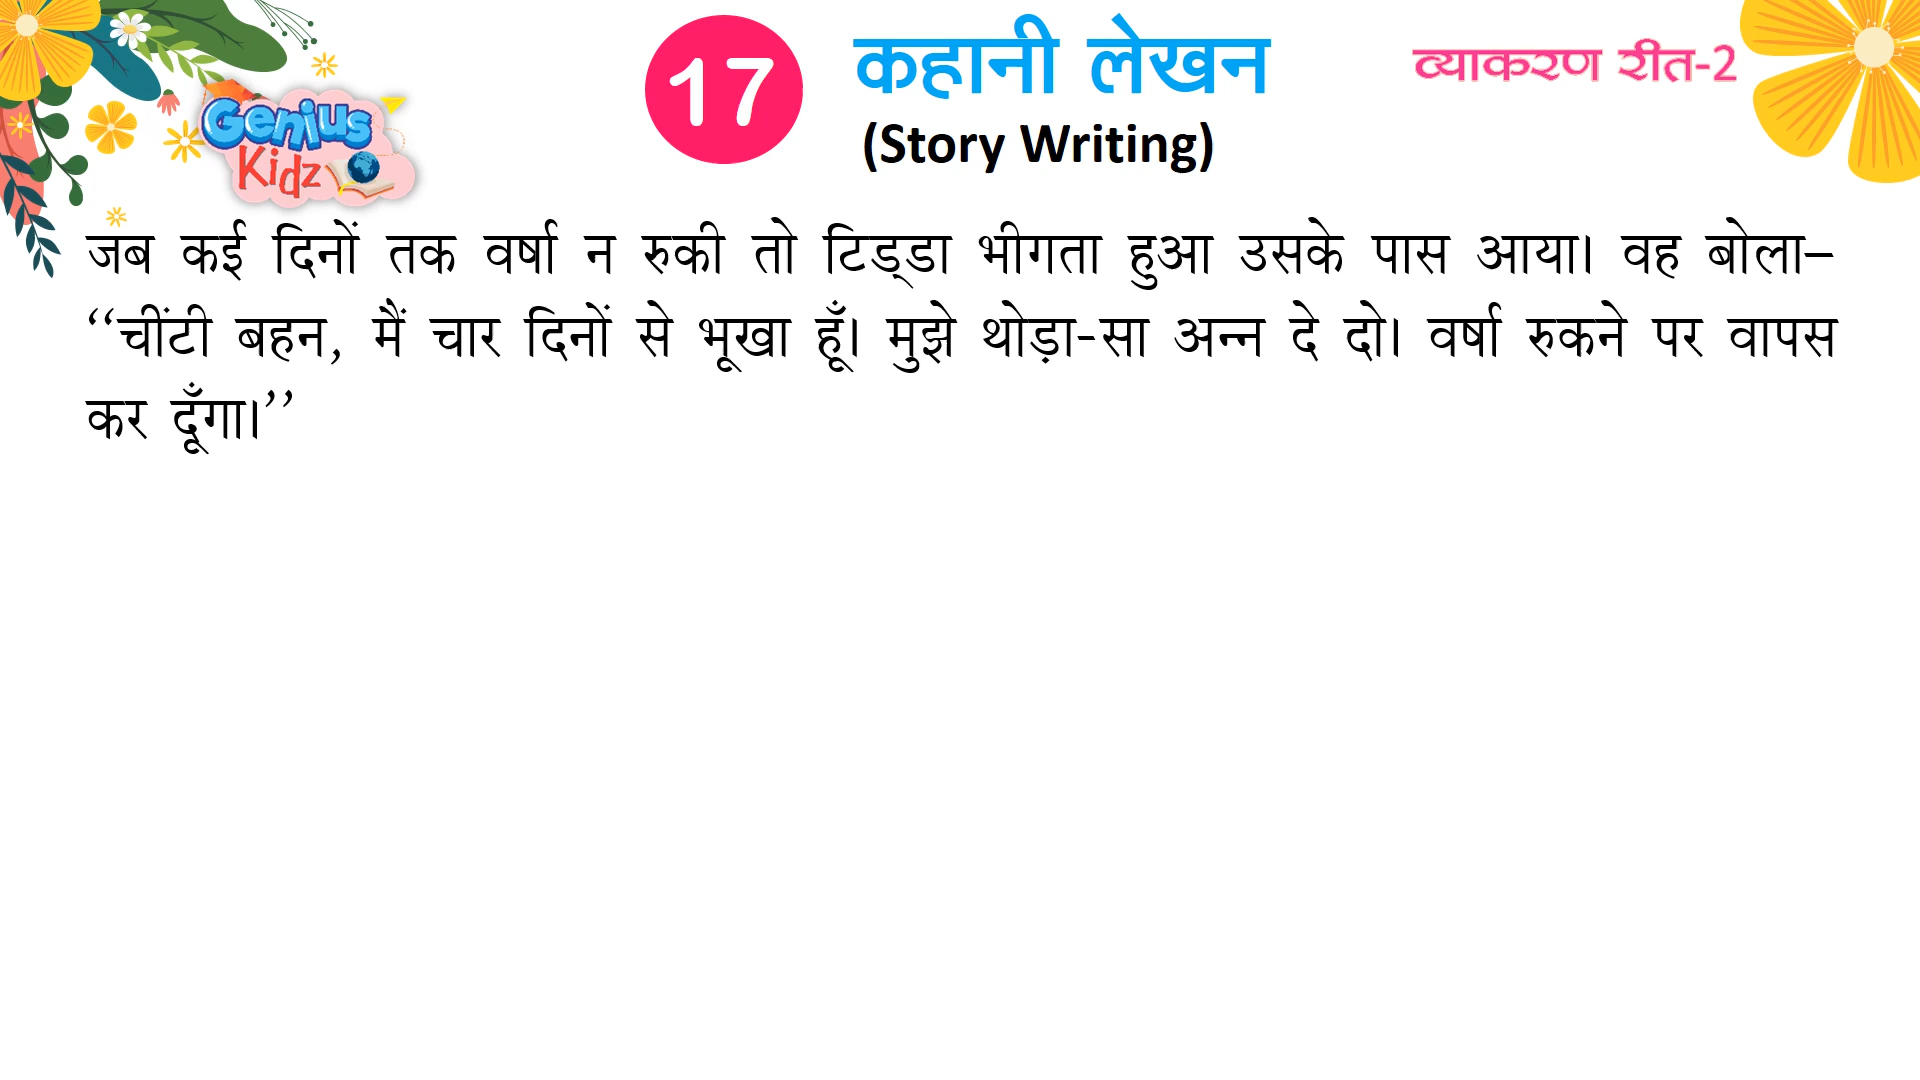 17
कहानी लेखन
व्याकरण रीत-2
(Story Writing)
Genius
Kidz
जब कई दिनों तक वर्षा न रुकी तो टिड्‌डा भीगता हुआ उसके पास आया। वह बोला–
‘‘चींटी बहन, मैं चार दिनों से भूखा हूँ। मुझे थोड़ा-सा अन्न दे दो। वर्षा रुकने पर वापस
कर दूँगा।’’